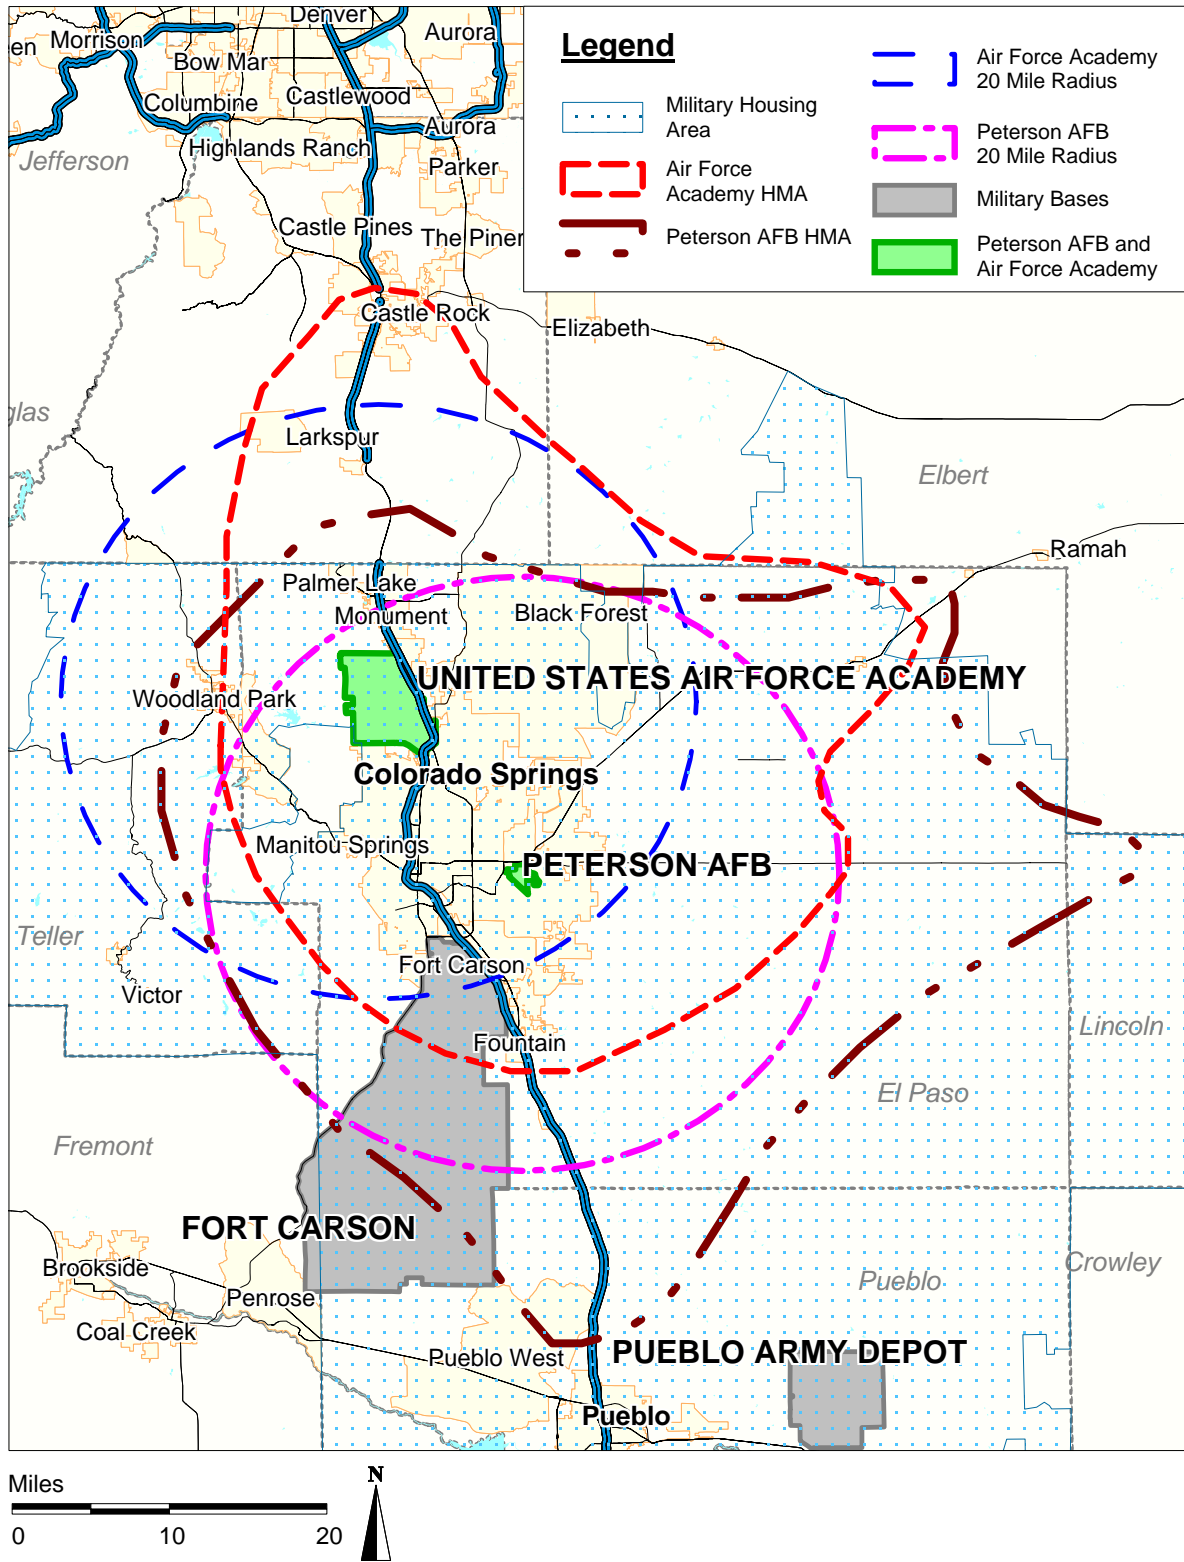 Denver
Aurora
een
Morrison
Bow Mar
Columbine
Castlewood
Aurora
Highlands Ranch
Parker
Jefferson
Castle Pines
The Piner
Castle Rock
Elizabeth
glas
Larkspur
Elbert
Ramah
Palmer Lake
Monument
Black Forest
UNITED STATES AIR FORCE ACADEMY
Woodland Park
Colorado Springs
Manitou Springs
PETERSON AFB
Teller
Fort Carson
Victor
Lincoln
Fountain
El Paso
Fremont
FORT CARSON
Brookside
Crowley
Pueblo
Penrose
Coal Creek
Pueblo West
PUEBLO ARMY DEPOT
Pueblo
Legend
Military Housing
Area
Air Force
Academy HMA
Peterson AFB HMA
Air Force Academy
20 Mile Radius
Peterson AFB
20 Mile Radius
Military Bases
Peterson AFB and
Air Force Academy
Miles
0 10 20
N